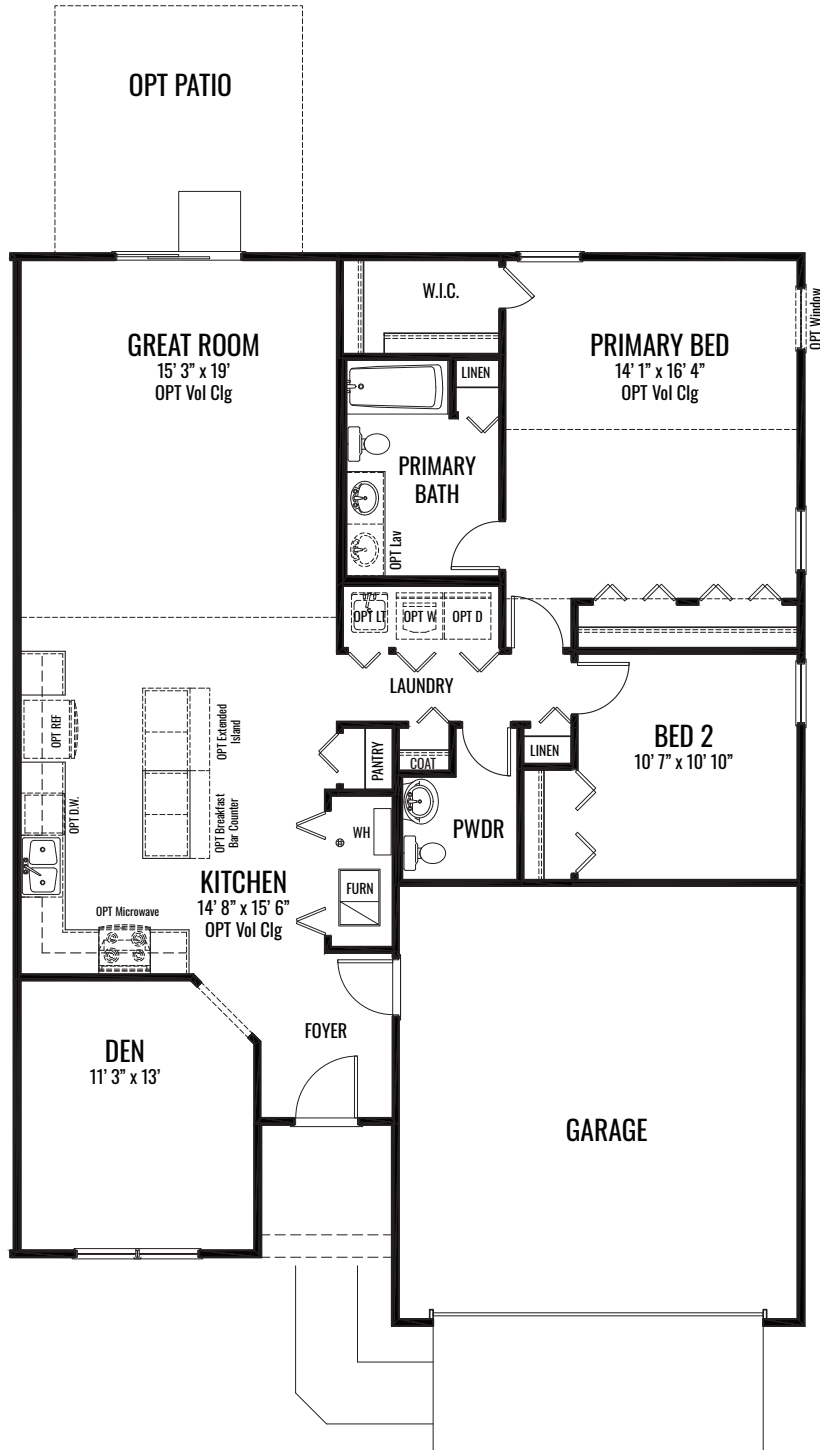 OPT PATIO
W.I.C.
OPT Window
GREAT ROOM
15' 3” x 19'
OPT Vol Clg
PRIMARY BED
14' 1” x 16' 4”
OPT Vol Clg
LINEN
PRIMARY
BATH
OPT Lav
OPT LT
OPT W
OPT D
LAUNDRY
OPT REF
OPT Extended
Island
PANTRY
COAT
LINEN
BED 2
10' 7” x 10' 10”
OPT D.W.
OPT Breakfast
Bar Counter
WH
PWDR
KITCHEN
14' 8” x 15' 6”
OPT Vol Clg
FURN
OPT Microwave
FOYER
DEN
11' 3” x 13'
GARAGE